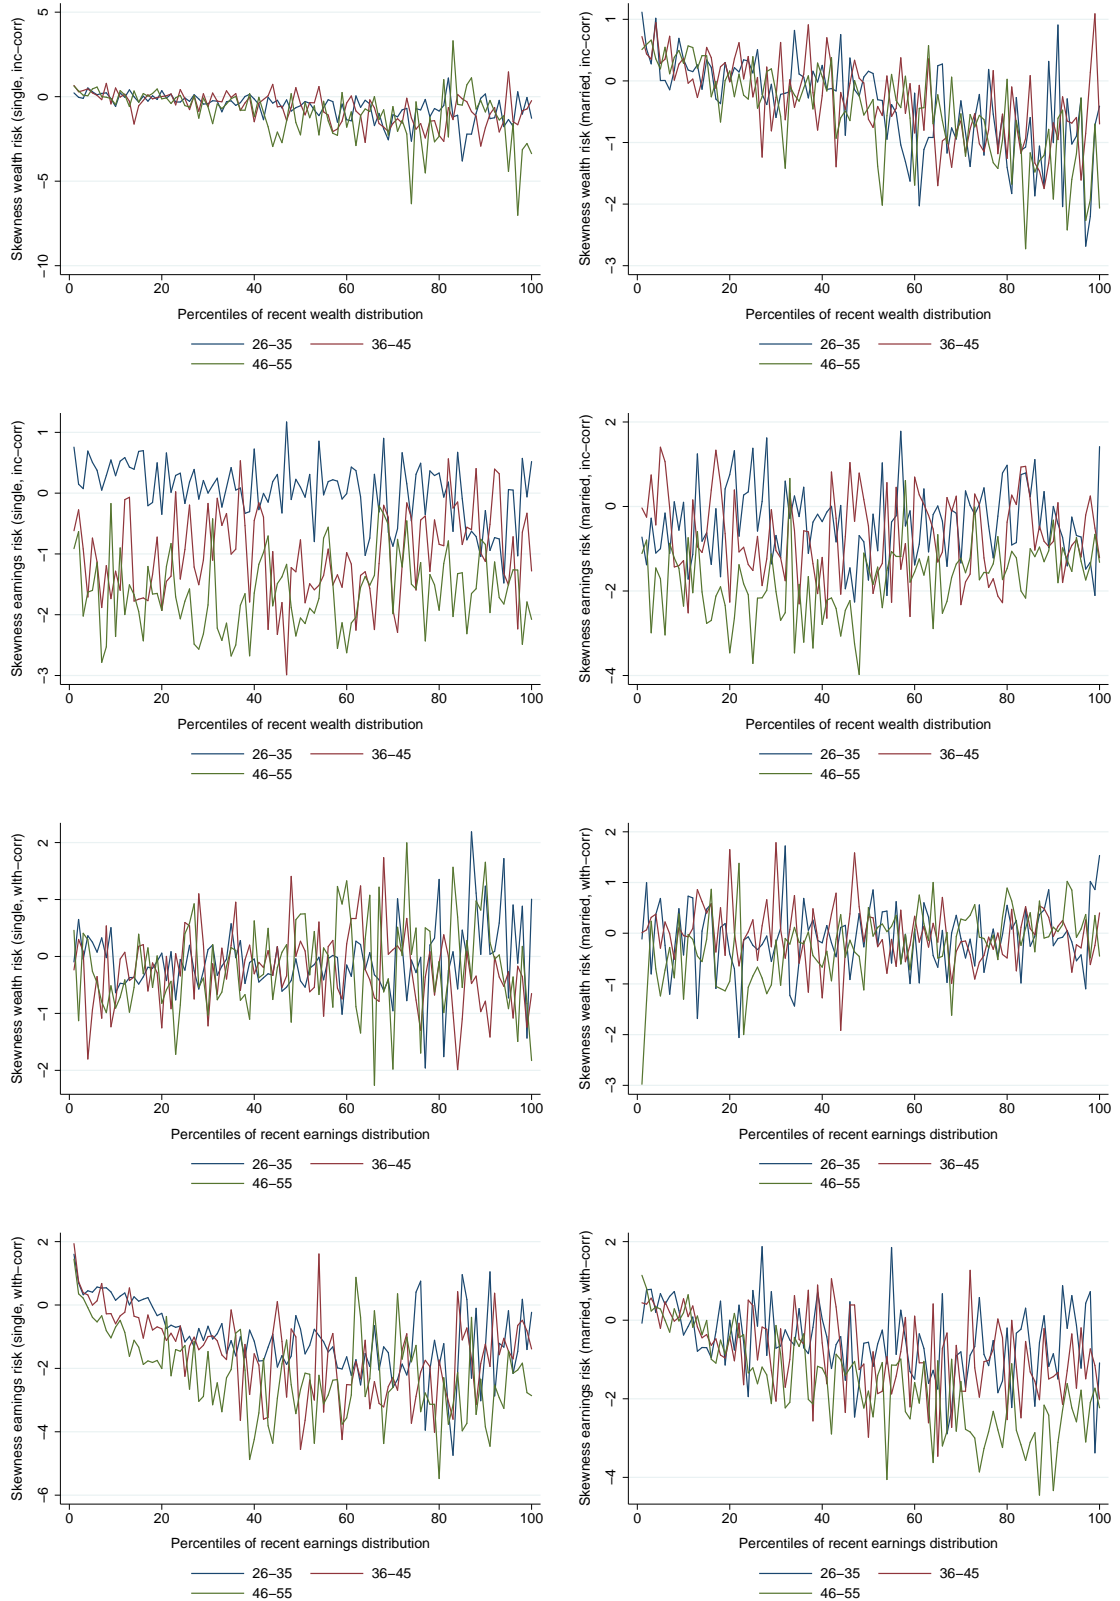 Skewness wealth risk (single, inc−corr)
5
0
−5
−10
0 20 40 60 80 100
Percentiles of recent wealth distribution
26−35 36−45
46−55
Skewness wealth risk (married, inc−corr)
1
0
−1
−2
−3
0 20 40 60 80 100
Percentiles of recent wealth distribution
26−35 36−45
46−55
Skewness earnings risk (single, inc−corr)
1
0
−1
−2
−3
0 20 40 60 80 100
Percentiles of recent wealth distribution
26−35 36−45
46−55
Skewness earnings risk (married, inc−corr)
2
0
−2
−4
0 20 40 60 80 100
Percentiles of recent wealth distribution
26−35 36−45
46−55
Skewness wealth risk (single, wlth−corr)
2
1
0
−1
−2
0 20 40 60 80 100
Percentiles of recent earnings distribution
26−35 36−45
46−55
Skewness wealth risk (married, wlth−corr)
2
1
0
−1
−2
−3
0 20 40 60 80 100
Percentiles of recent earnings distribution
26−35 36−45
46−55
Skewness earnings risk (single, wlth−corr)
2
0
−2
−4
−6
0 20 40 60 80 100
Percentiles of recent earnings distribution
26−35 36−45
46−55
Skewness earnings risk (married, wlth−corr)
2
0
−2
−4
0 20 40 60 80 100
Percentiles of recent earnings distribution
26−35 36−45
46−55